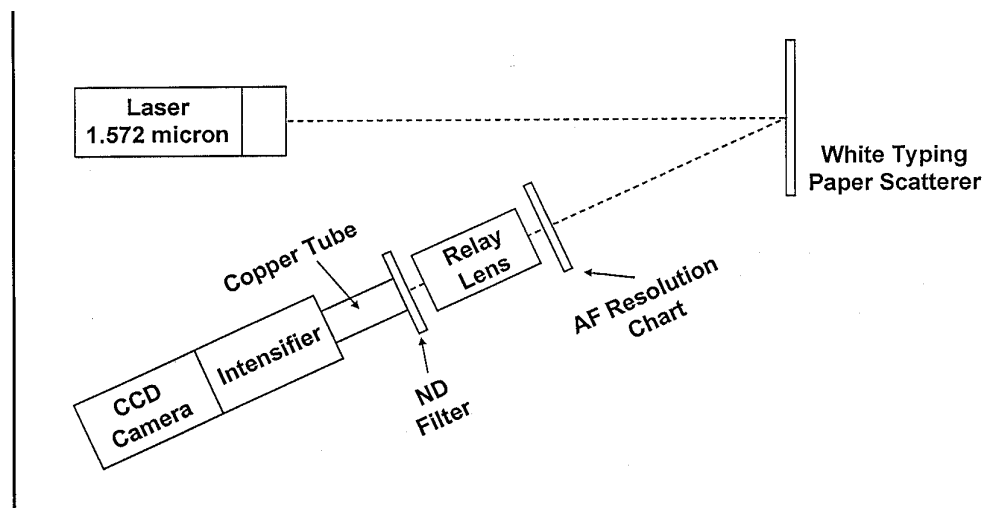 Laser
1.572 micron
White Typing
Paper Scatterer
Copper Tube
Relay
Lens
AF Resolution
Chart
Intensifier
CCD
Camera
ND
Filter